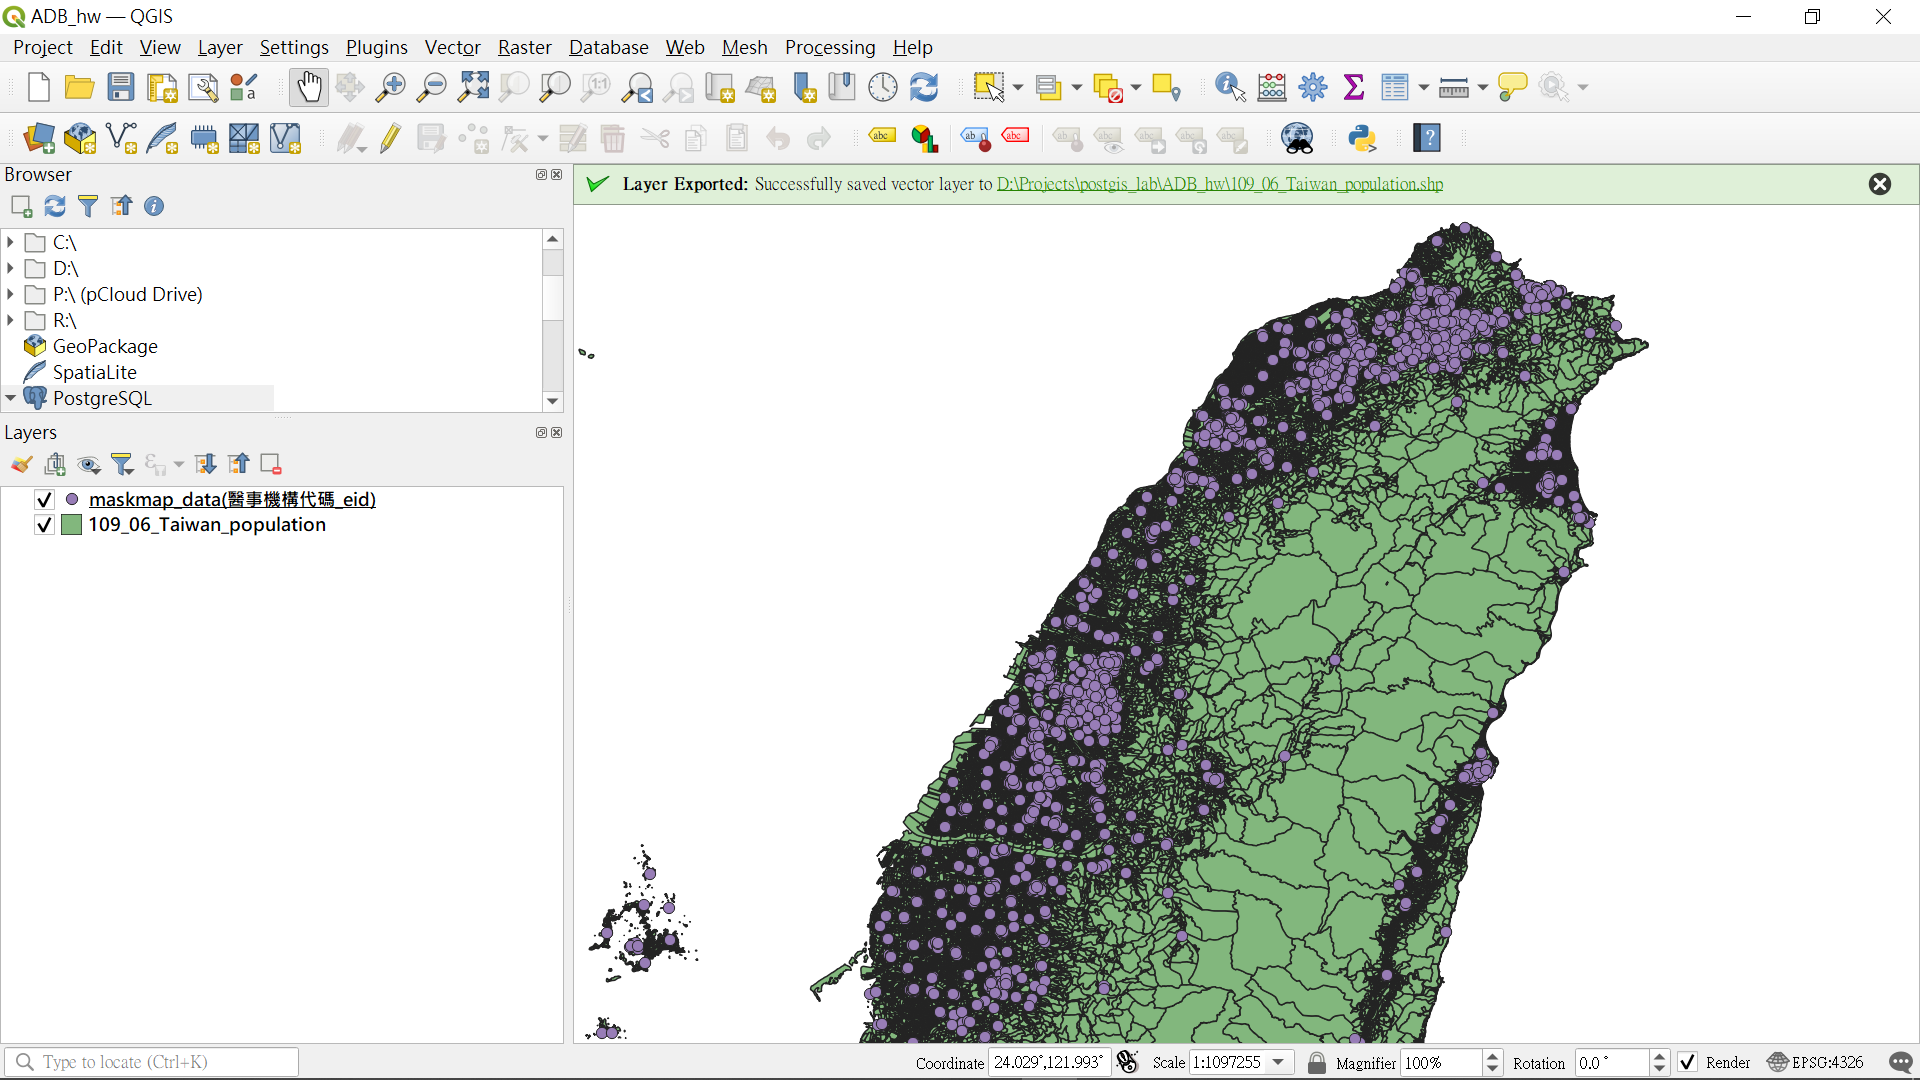 ADB_hw — QGIS
Project Edit View Layer Settings Plugins Vector Raster Database Web Mesh Processing Help
Browser
Layer Exported: Successfully saved vector layer to D:\Projects\postgis_lab\ADB_hw\109_06_Taiwan_population.shp
C:\
D:\
P:\ (pCloud Drive)
R:\
GeoPackage
SpatiaLite
PostgreSQL
Layers
maskmap_data(醫事機構代碼_eid)
109_06_Taiwan_population
Type to locate (Ctrl+K)
Coordinate 24.029°,121.993° Scale 1:1097255 Magnifier 100% Rotation 0.0 ° Render EPSG:4326